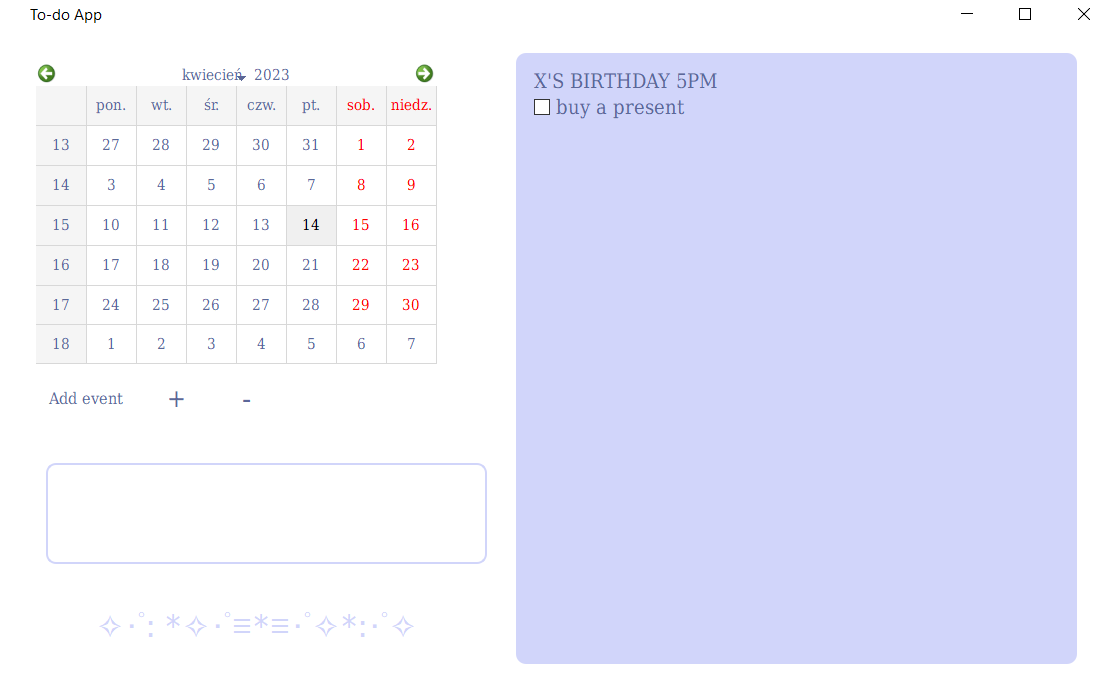 To-do App
kwiecień 2023
pon. wt. śr. czw. pt. sob. niedz.
13 27 28 29 30 31 1 2
14 3 4 5 6 7 8 9
15 10 11 12 13 14 15 16
16 17 18 19 20 21 22 23
17 24 25 26 27 28 29 30
18 1 2 3 4 5 6 7
Add event + -
✧･ﾟ: *✧･ﾟ≡*≡･ﾟ✧*:･ﾟ✧
X'S BIRTHDAY 5PM
buy a present